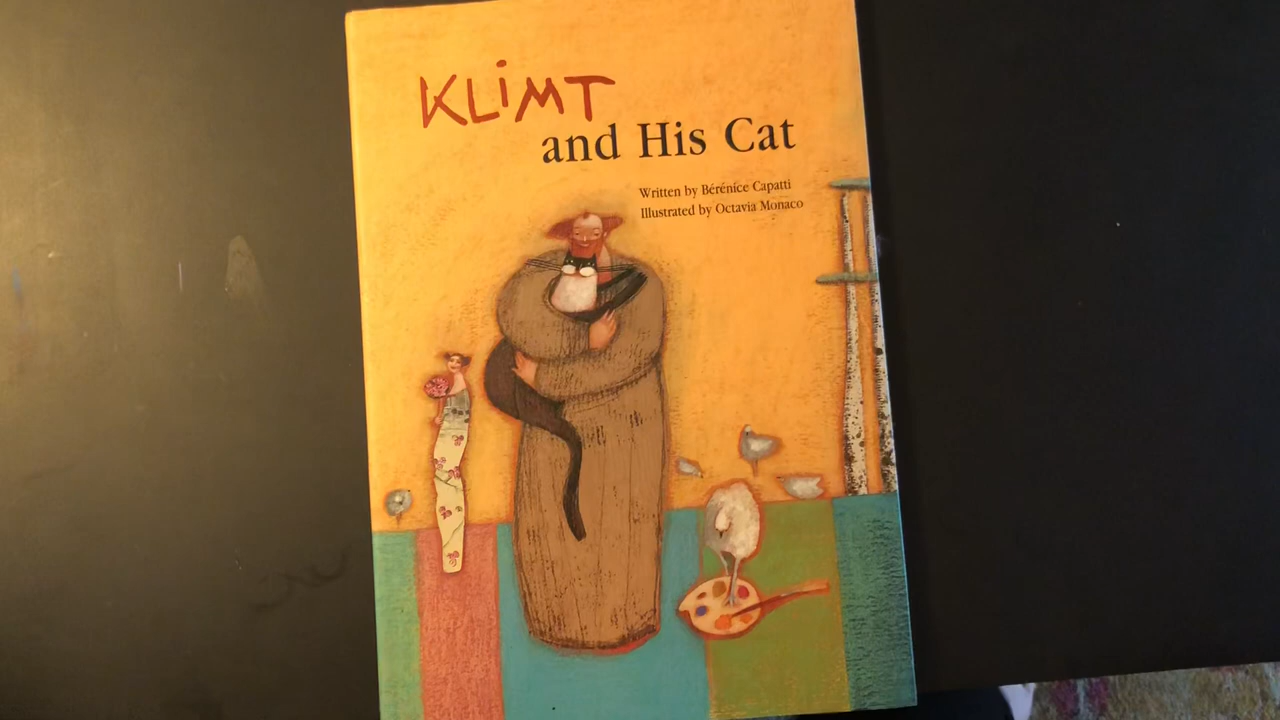 KLiMT
and His Cat
Written by Bérénice Capatti
Illustrated by Octavia Monaco